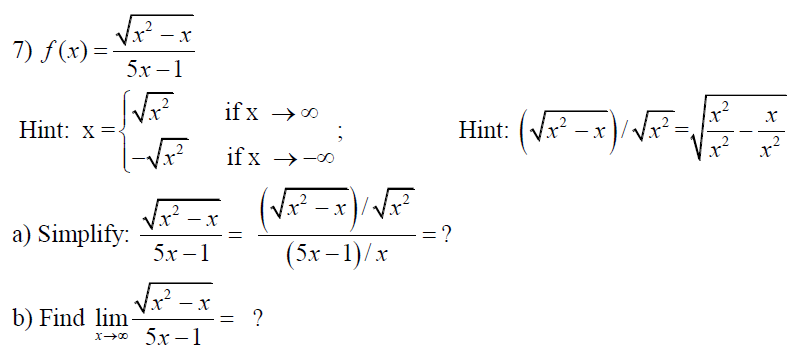 7) f(x) = √(x² − x) / (5x − 1)
Hint: x = { √x² if x → ∞ ; −√x² if x → −∞ Hint: (√(x² − x)) / √x² = √(x²/x² − x/x²)
a) Simplify: √(x² − x) / (5x − 1) = ((√(x² − x)) / √x²) / ((5x − 1) / x) = ?
b) Find lim x→∞ √(x² − x) / (5x − 1) = ?